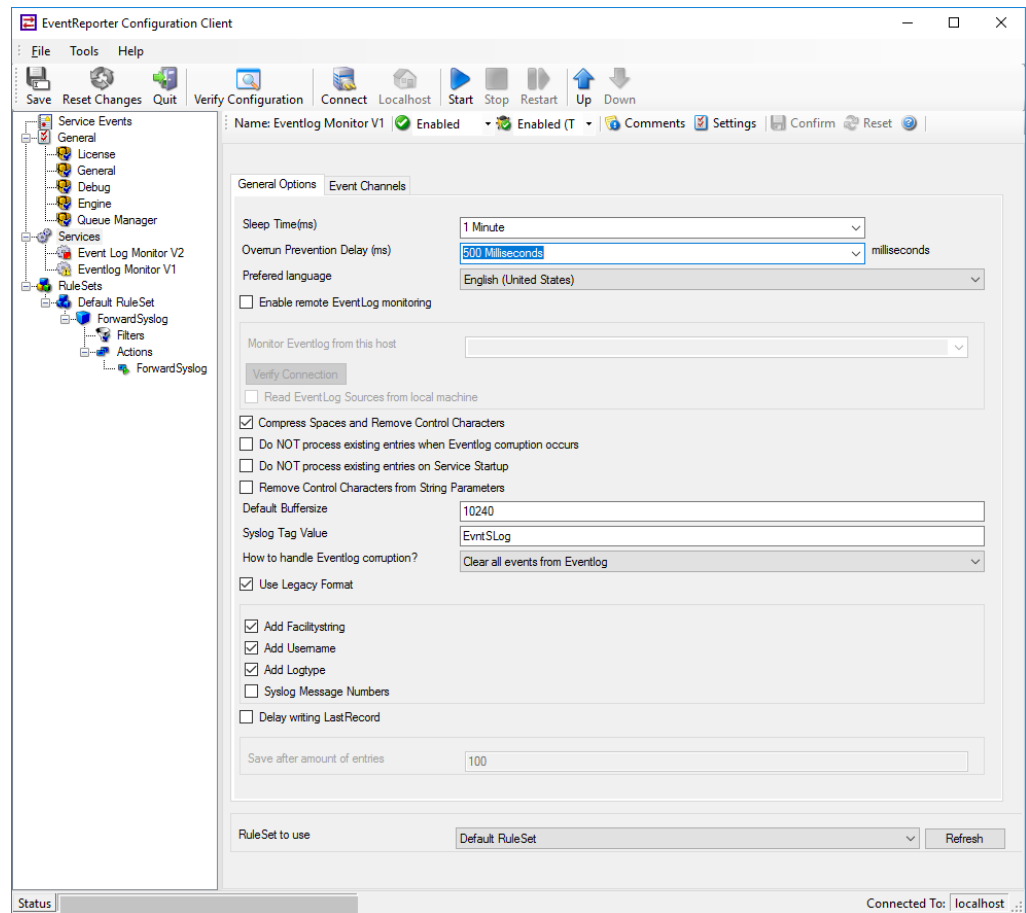 EventReporter Configuration Client
File Tools Help
Save Reset Changes Quit Verify Configuration Connect Localhost Start Stop Restart Up Down
Service Events
General
License
General
Debug
Engine
Queue Manager
Services
Event Log Monitor V2
Eventlog Monitor V1
RuleSets
Default RuleSet
ForwardSyslog
Filters
Actions
ForwardSyslog
Name: Eventlog Monitor V1 Enabled Enabled (T Comments Settings Confirm Reset
General Options Event Channels
Sleep Time(ms) 1 Minute
Overrun Prevention Delay (ms) 500 Milliseconds milliseconds
Prefered language English (United States)
Enable remote EventLog monitoring
Monitor Eventlog from this host
Verify Connection
Read EventLog Sources from local machine
Compress Spaces and Remove Control Characters
Do NOT process existing entries when Eventlog corruption occurs
Do NOT process existing entries on Service Startup
Remove Control Characters from String Parameters
Default Buffersize 10240
Syslog Tag Value EvntSLog
How to handle Eventlog corruption? Clear all events from Eventlog
Use Legacy Format
Add Facilitystring
Add Username
Add Logtype
Syslog Message Numbers
Delay writing LastRecord
Save after amount of entries 100
RuleSet to use Default RuleSet Refresh
Status Connected To: localhost